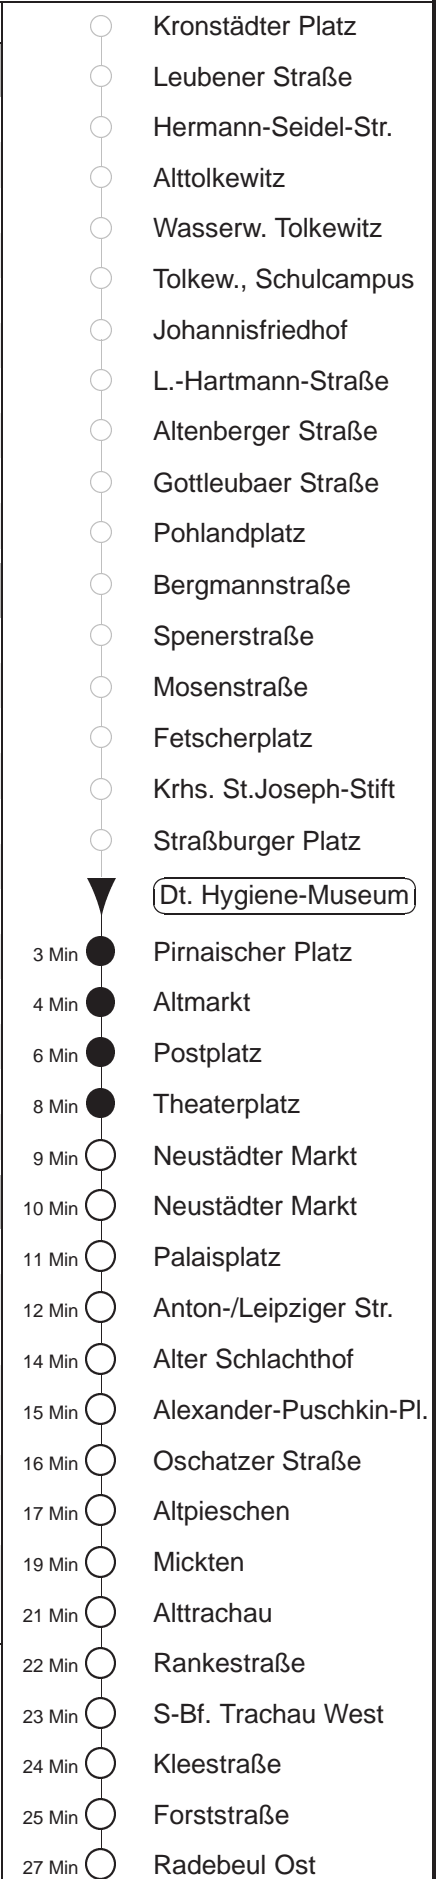 Kronstädter Platz
Leubener Straße
Hermann-Seidel-Str.
Alttolkewitz
Wasserw. Tolkewitz
Tolkew., Schulcampus
Johannisfriedhof
L.-Hartmann-Straße
Altenberger Straße
Gottleubaer Straße
Pohlandplatz
Bergmannstraße
Spenerstraße
Mosenstraße
Fetscherplatz
Krhs. St.Joseph-Stift
Straßburger Platz
Dt. Hygiene-Museum
3 Min Pirnaischer Platz
4 Min Altmarkt
6 Min Postplatz
8 Min Theaterplatz
9 Min Neustädter Markt
10 Min Neustädter Markt
11 Min Palaisplatz
12 Min Anton-/Leipziger Str.
14 Min Alter Schlachthof
15 Min Alexander-Puschkin-Pl.
16 Min Oschatzer Straße
17 Min Altpieschen
19 Min Mickten
21 Min Alttrachau
22 Min Rankestraße
23 Min S-Bf. Trachau West
24 Min Kleestraße
25 Min Forststraße
27 Min Radebeul Ost